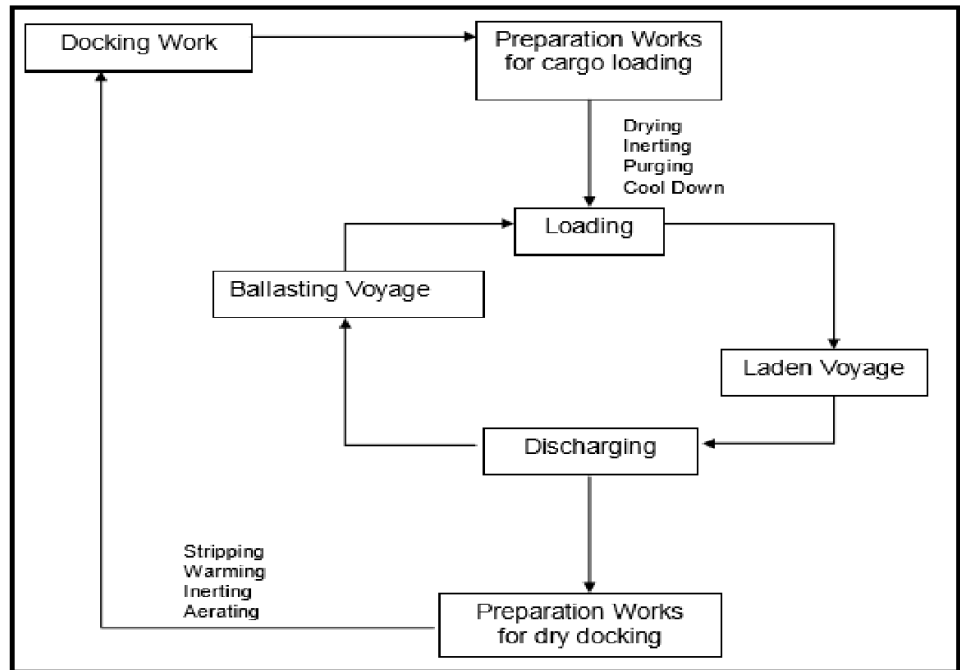 Docking Work
Preparation Works
for cargo loading
Drying
Inerting
Purging
Cool Down
Loading
Ballasting Voyage
Laden Voyage
Discharging
Stripping
Warming
Inerting
Aerating
Preparation Works
for dry docking